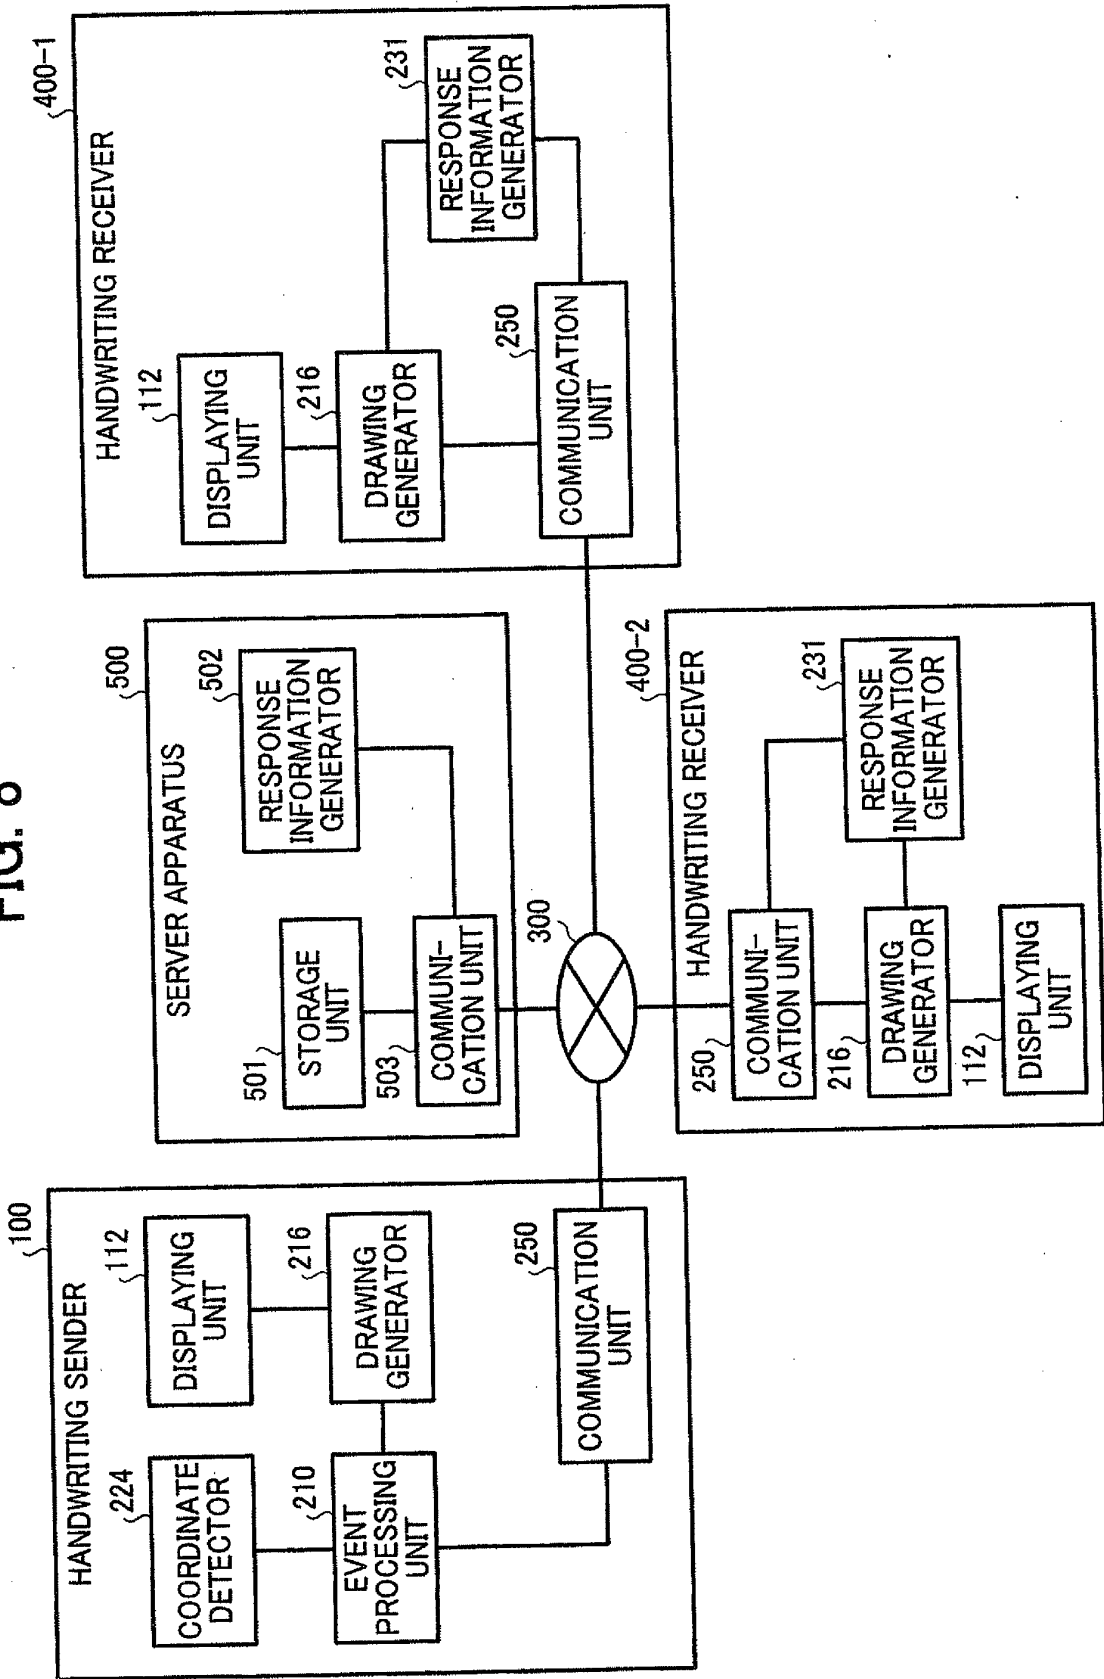 FIG.
HANDWRITING SENDER
100
224
COORDINATE
DETECTOR
112
DISPLAYING
UNIT
210
EVENT
PROCESSING
UNIT
216
DRAWING
GENERATOR
250
COMMUNICATION
UNIT
SERVER APPARATUS
500
501
STORAGE
UNIT
502
RESPONSE
INFORMATION
GENERATOR
503
COMMUNI-
CATION UNIT
300
HANDWRITING RECEIVER
400-1
112
DISPLAYING
UNIT
216
DRAWING
GENERATOR
231
RESPONSE
INFORMATION
GENERATOR
250
COMMUNICATION
UNIT
HANDWRITING RECEIVER
400-2
250
COMMUNI-
CATION UNIT
231
RESPONSE
INFORMATION
GENERATOR
216
DRAWING
GENERATOR
112
DISPLAYING
UNIT